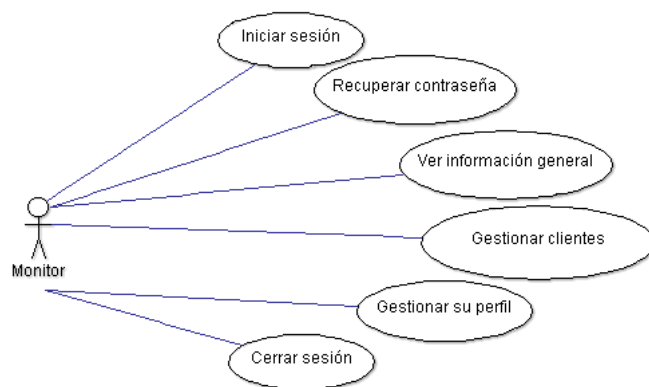 Iniciar sesión
Recuperar contraseña
Ver información general
Gestionar clientes
Monitor
Gestionar su perfil
Cerrar sesión